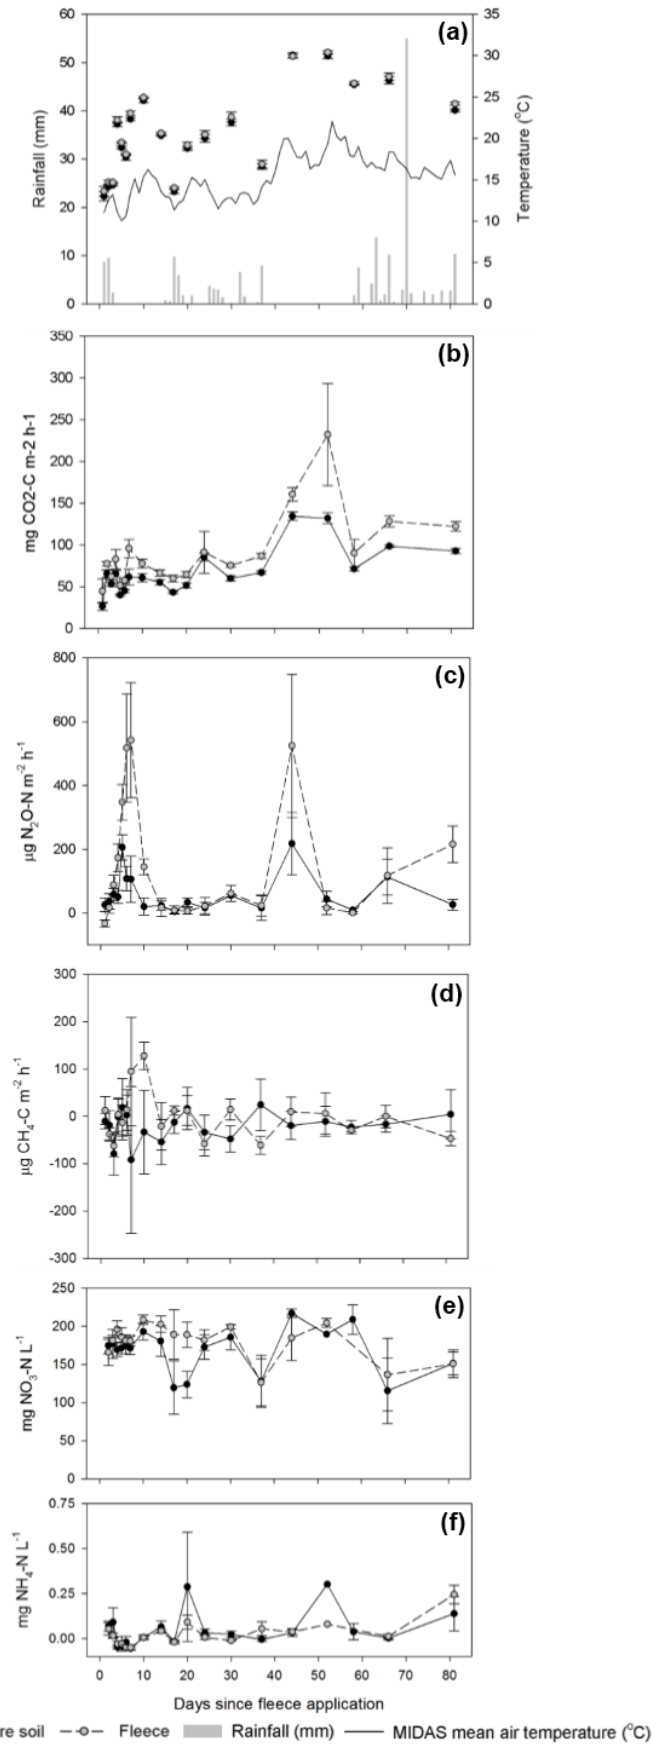 (a)
60
50
40
30
20
10
0
Rainfall (mm)
35
30
25
20
15
10
5
0
Temperature (°C)
(b)
350
300
250
200
150
100
50
0
mg CO2-C m-2 h-1
(c)
800
600
400
200
0
µg N₂O-N m⁻² h⁻¹
(d)
300
200
100
0
-100
-200
-300
µg CH₄-C m⁻² h⁻¹
(e)
250
200
150
100
50
0
mg NO₃-N L⁻¹
(f)
0.75
0.50
0.25
0.00
mg NH₄-N L⁻¹
0 10 20 30 40 50 60 70 80
Days since fleece application
re soil Fleece Rainfall (mm) MIDAS mean air temperature (°C)